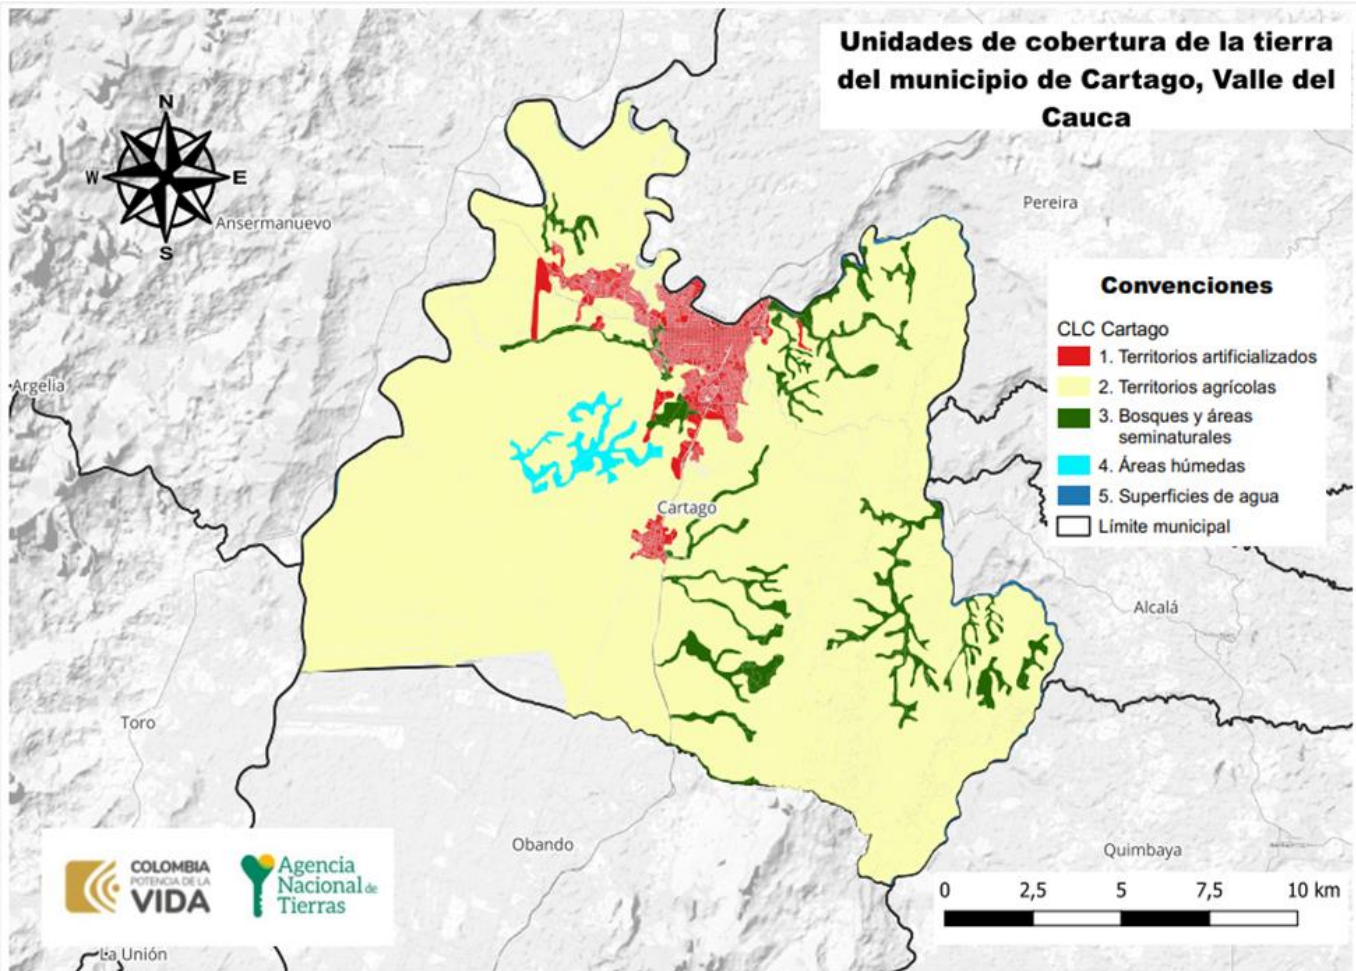 Unidades de cobertura de la tierra
del municipio de Cartago, Valle del
Cauca
N
W
E
S
Ansermanuevo
Pereira
Argelia
Convenciones
CLC Cartago
1. Territorios artificializados
2. Territorios agrícolas
3. Bosques y áreas
seminaturales
4. Áreas húmedas
5. Superficies de agua
Límite municipal
Cartago
Alcalá
Toro
Obando
Quimbaya
COLOMBIA
POTENCIA DE LA
VIDA
Agencia
Nacional de
Tierras
0 2,5 5 7,5 10 km
La Unión